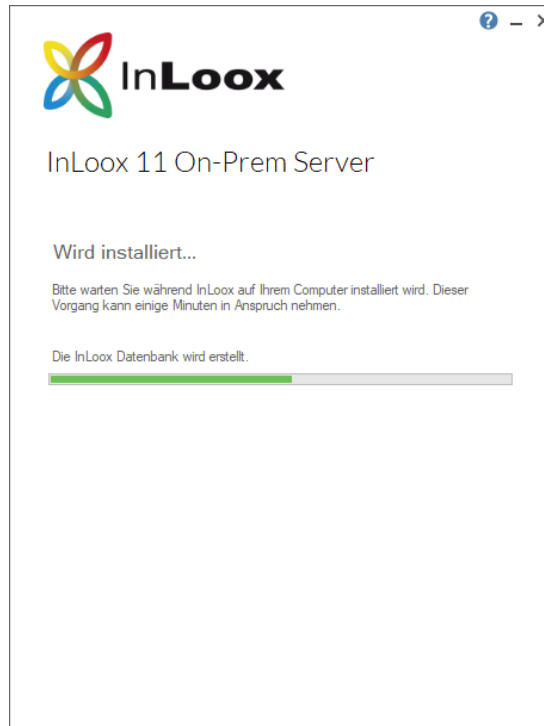 InLoox
InLoox 11 On-Prem Server
Wird installiert...
Bitte warten Sie während InLoox auf Ihrem Computer installiert wird. Dieser
Vorgang kann einige Minuten in Anspruch nehmen.
Die InLoox Datenbank wird erstellt.